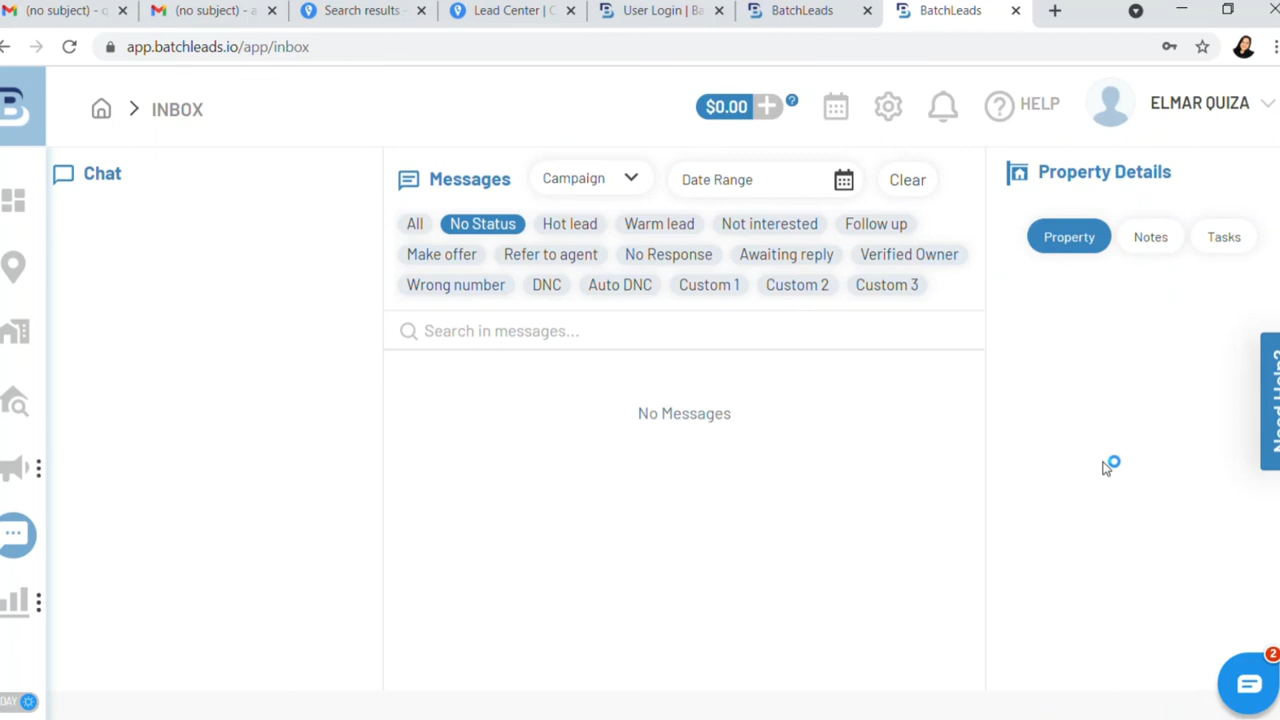 (no subject) - q
(no subject) - a
Search results -
Lead Center | C
User Login | Ba
BatchLeads
BatchLeads
app.batchleads.io/app/inbox
B
INBOX
$0.00
?
HELP
ELMAR QUIZA
Chat
Messages
Campaign
Date Range
Clear
Property Details
All
No Status
Hot lead
Warm lead
Not interested
Follow up
Property
Notes
Tasks
Make offer
Refer to agent
No Response
Awaiting reply
Verified Owner
Wrong number
DNC
Auto DNC
Custom 1
Custom 2
Custom 3
Search in messages...
No Messages
Need Help?
2
DAY